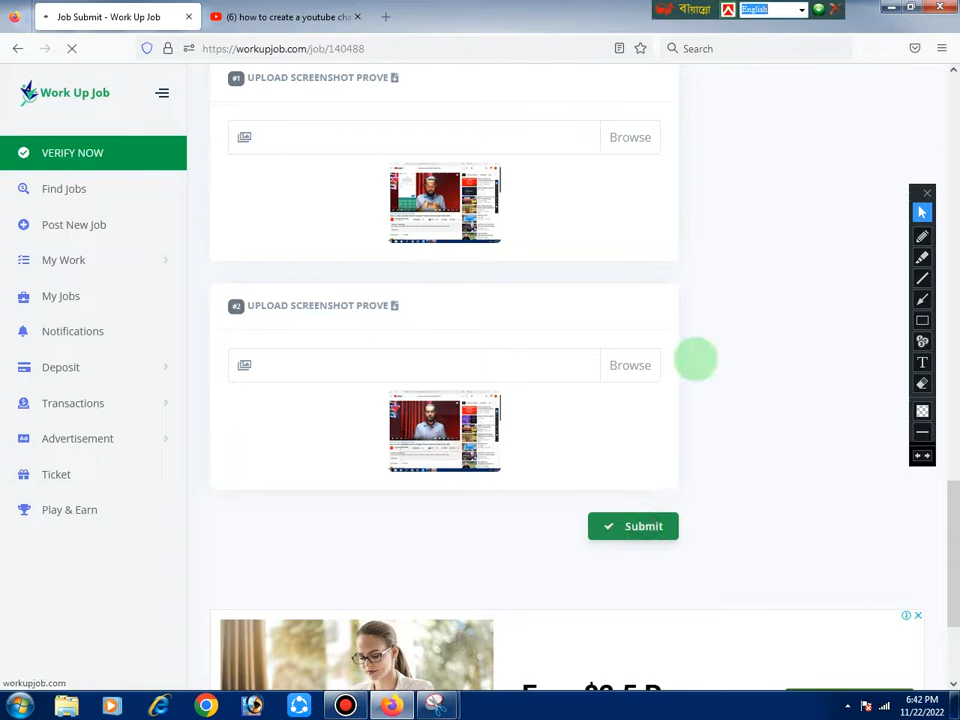 Job Submit - Work Up Job
(6) how to create a youtube cha
বাংলা
English
https://workupjob.com/job/140488
Search
Work Up Job
VERIFY NOW
Find Jobs
Post New Job
My Work
My Jobs
Notifications
Deposit
Transactions
Advertisement
Ticket
Play & Earn
#1 UPLOAD SCREENSHOT PROVE
Browse
#2 UPLOAD SCREENSHOT PROVE
Browse
Submit
T
workupjob.com
6:42 PM
11/22/2022